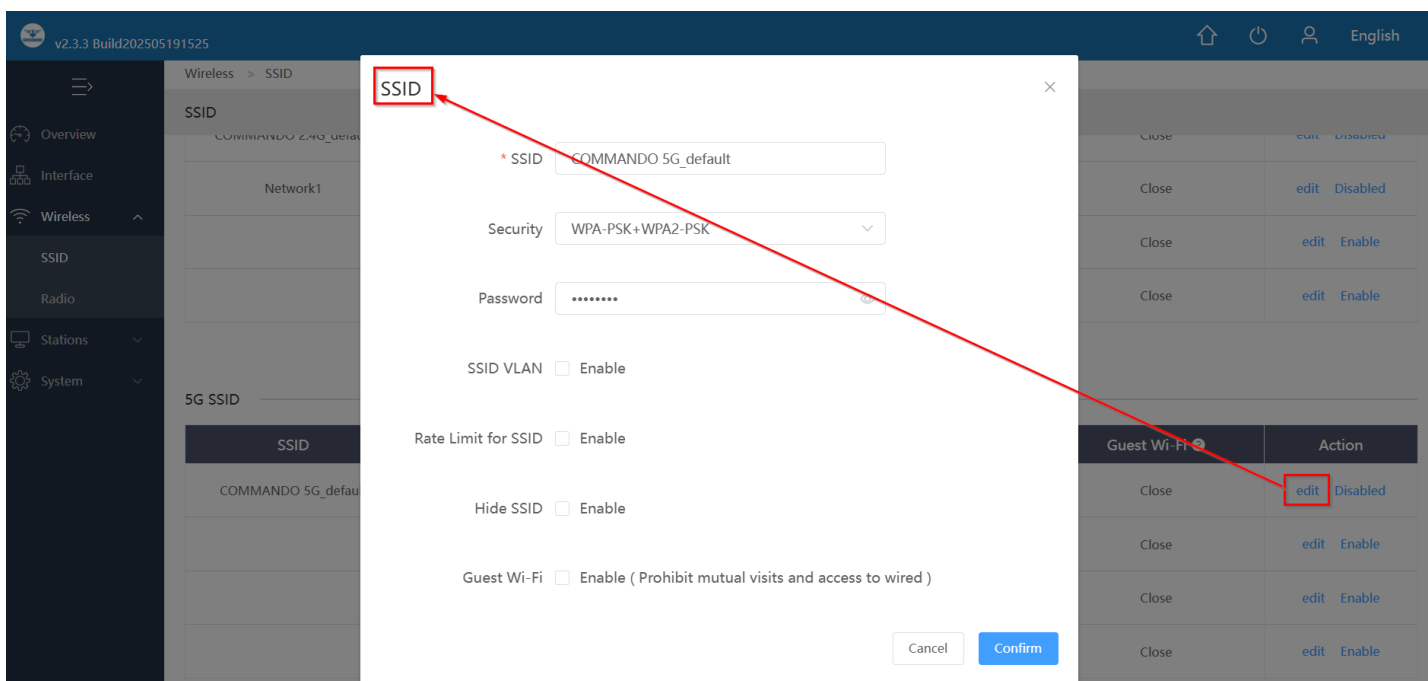 v2.3.3 Build202505191525
English
Wireless > SSID
SSID
Overview
Interface
Wireless
SSID
Radio
Stations
System
COMMANDO 2.4G_defau
Close edit Disabled
Network1 Close edit Disabled
Close edit Enable
Close edit Enable
5G SSID
SSID Guest Wi-Fi Action
COMMANDO 5G_defau Close edit Disabled
Close edit Enable
Close edit Enable
Close edit Enable
SSID
* SSID COMMANDO 5G_default
Security WPA-PSK+WPA2-PSK
Password ••••••••
SSID VLAN Enable
Rate Limit for SSID Enable
Hide SSID Enable
Guest Wi-Fi Enable ( Prohibit mutual visits and access to wired )
Cancel Confirm